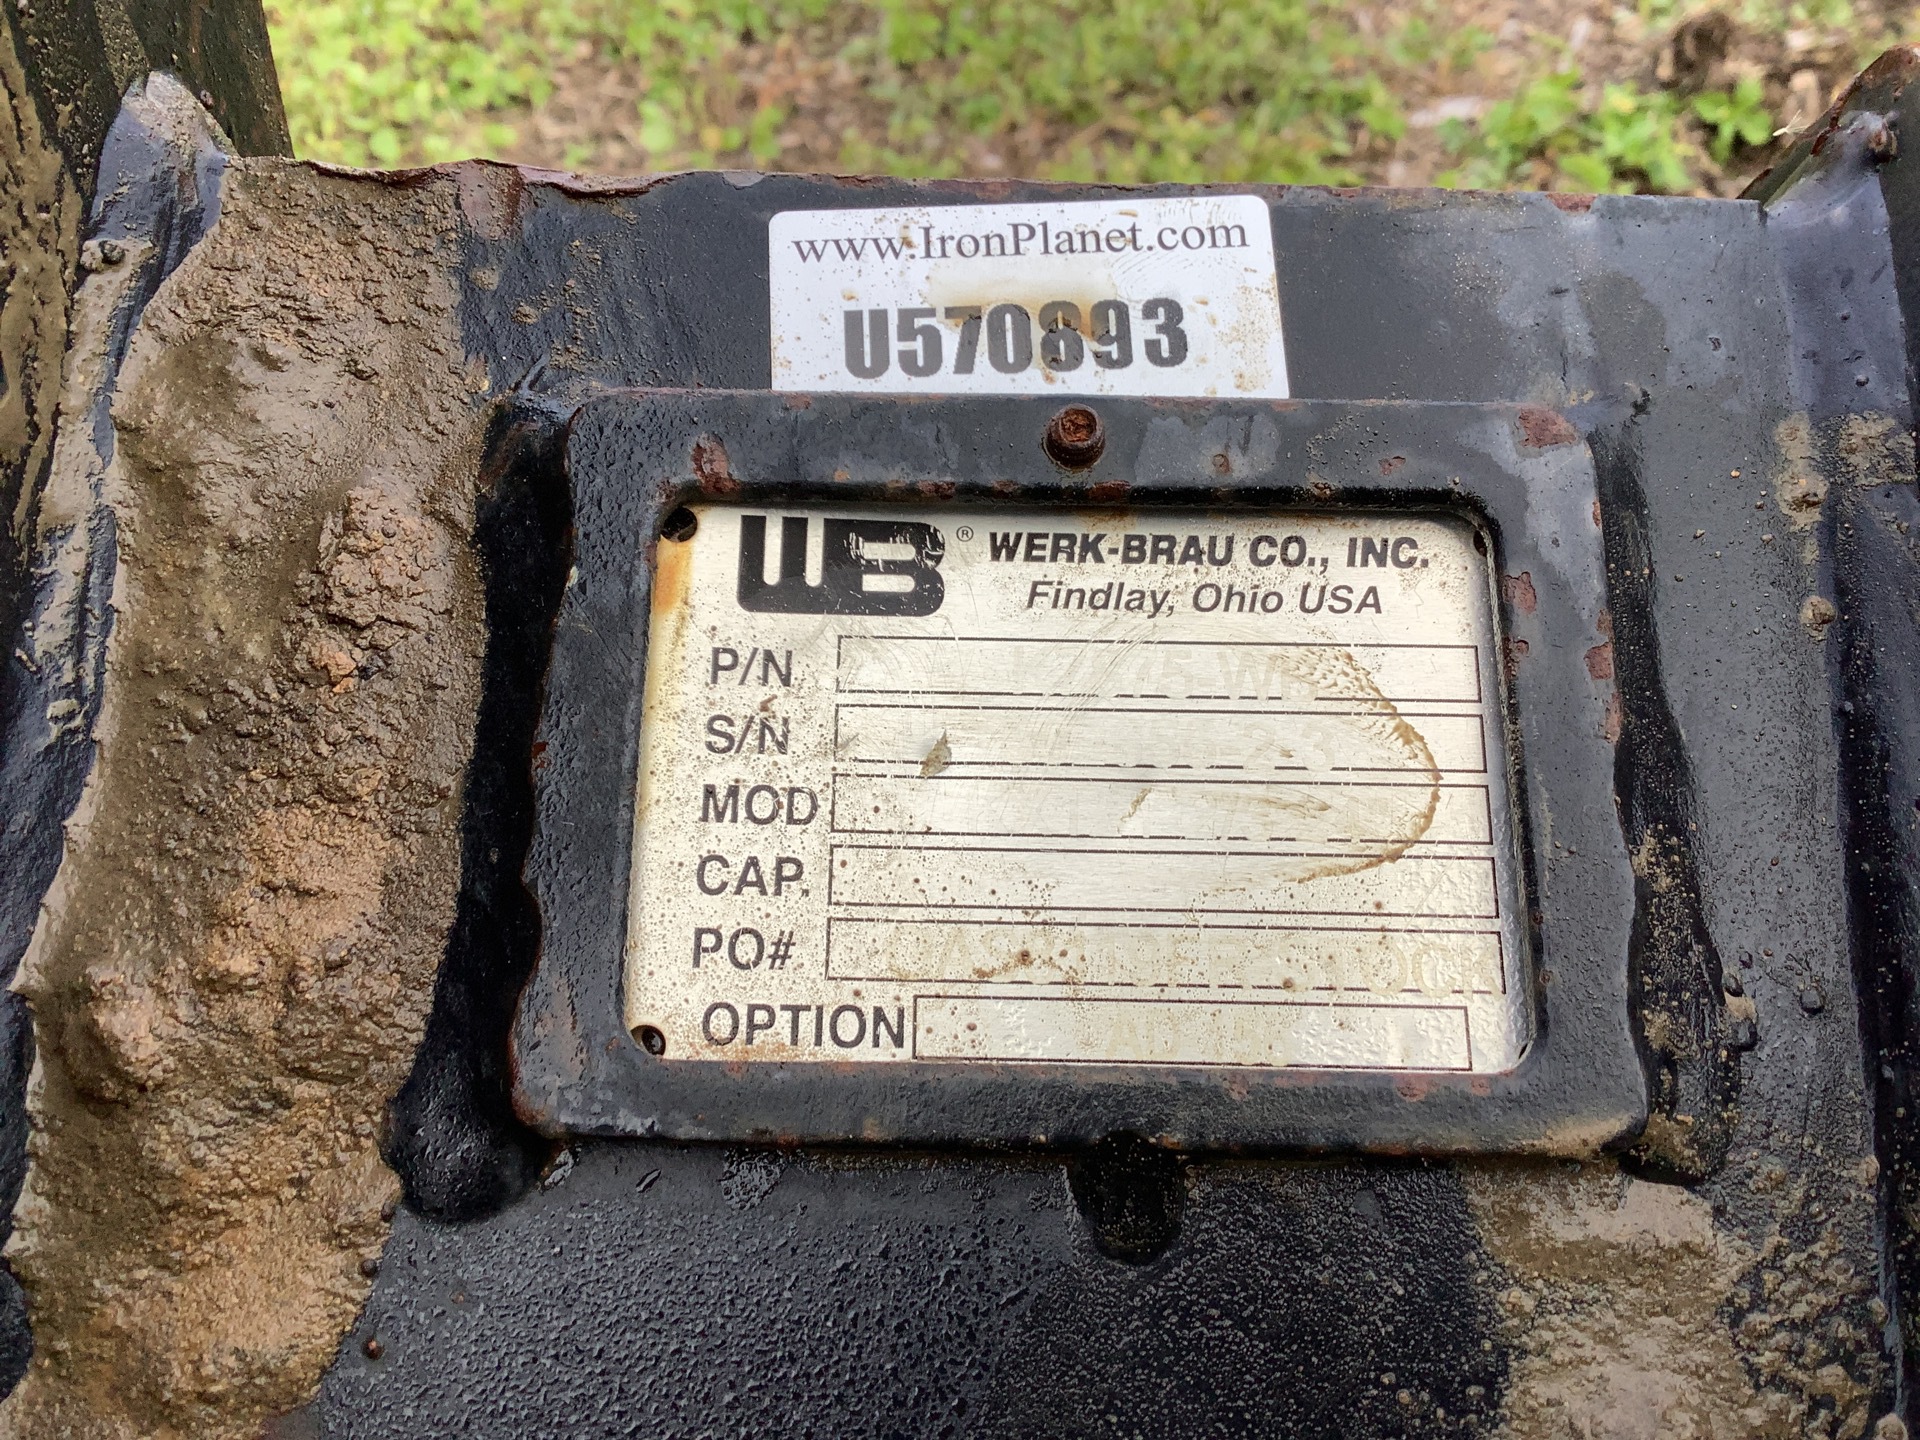 www.IronPlanet.com
U570893
WB® WERK-BRAU CO., INC.
Findlay, Ohio USA
P/N
S/N
MOD
CAP.
PO#
OPTION